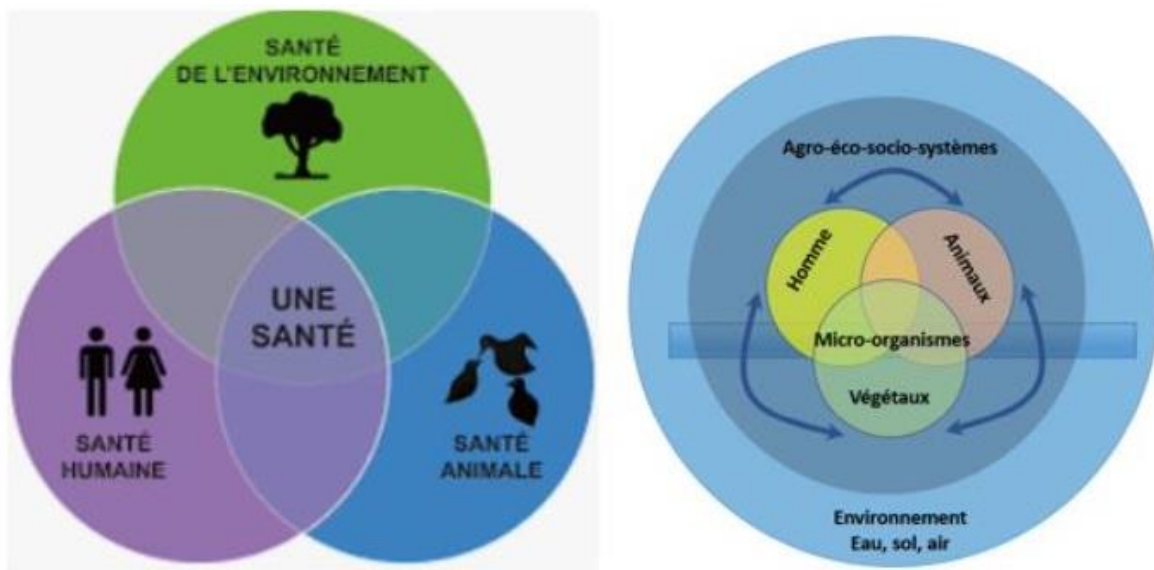 SANTÉ
DE L'ENVIRONNEMENT
UNE
SANTÉ
SANTÉ
HUMAINE
SANTÉ
ANIMALE
Agro-éco-socio-systèmes
Homme
Animaux
Micro-organismes
Végétaux
Environnement
Eau, sol, air